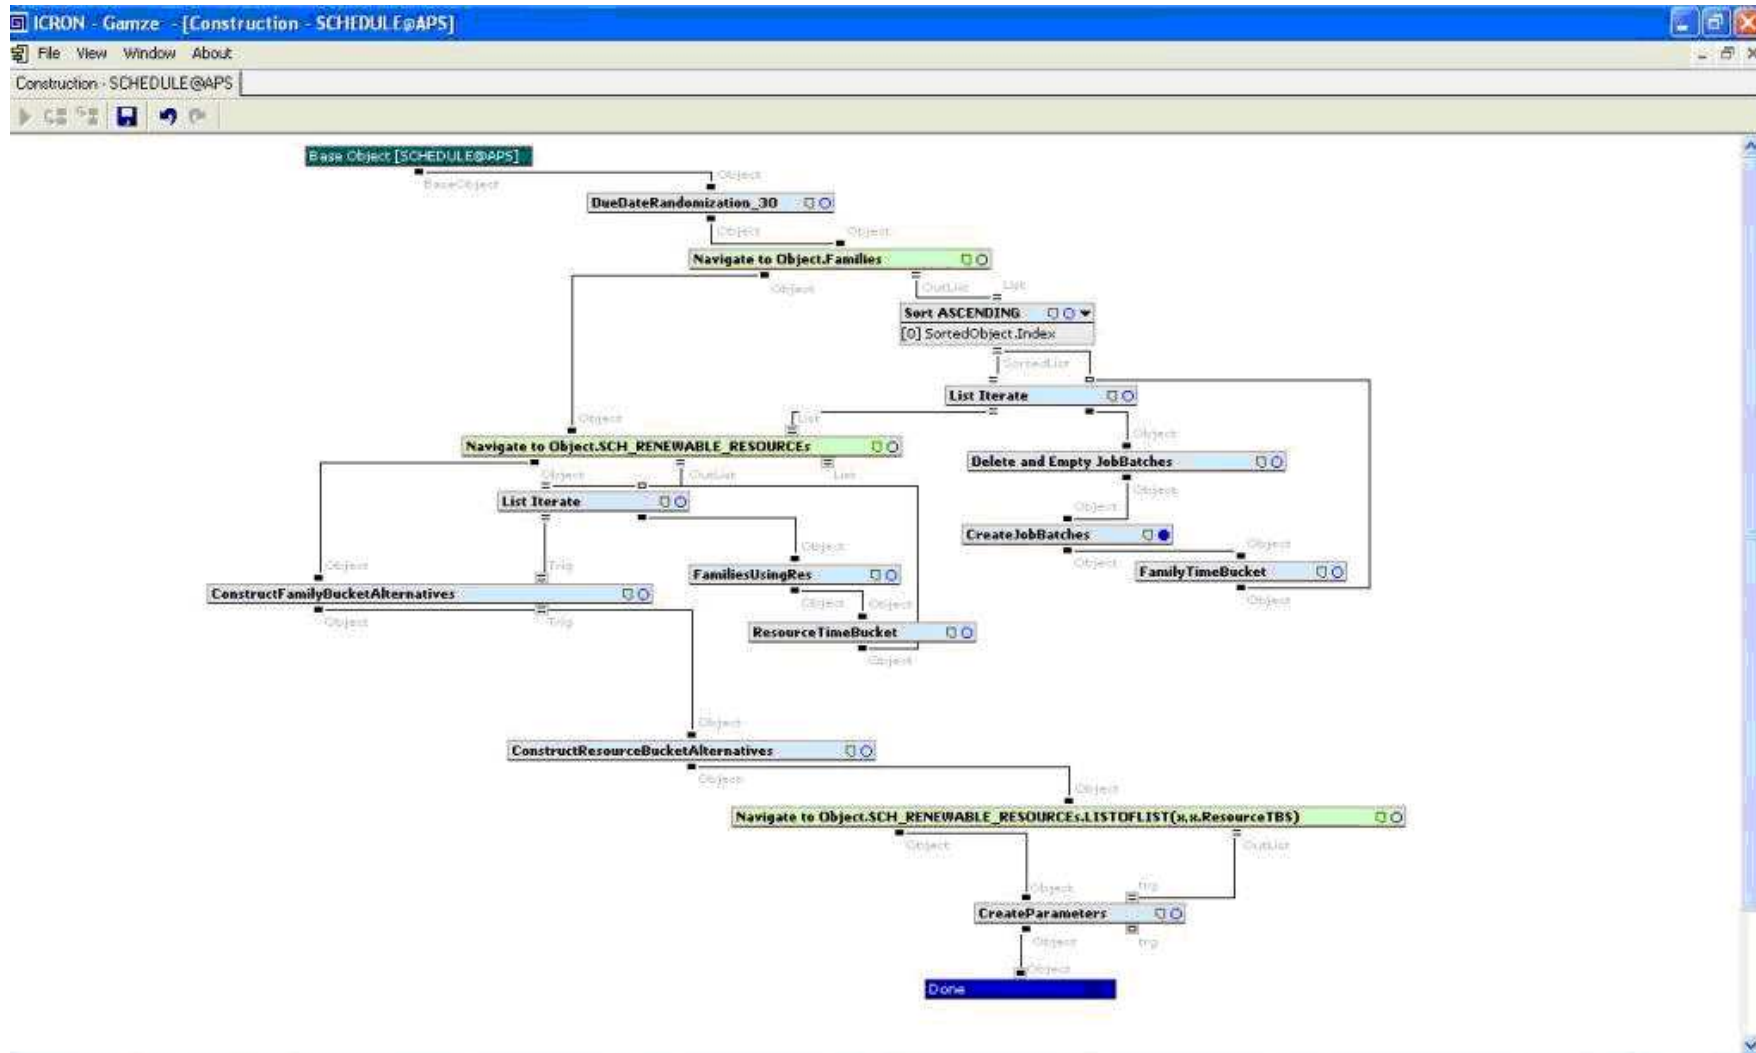 ICRON - Gamze - [Construction - SCHEDULE@APS]
File View Window About
Construction - SCHEDULE@APS
Base Object [SCHEDULE@APS]
BaseObject
Object
DueDateRandomization_30
Object
Object
Navigate to Object.Families
Object
OutList
List
Sort ASCENDING
[0] SortedObject.Index
SortedList
List Iterate
Object
List
Object
Navigate to Object.SCH_RENEWABLE_RESOURCEs
Delete and Empty JobBatches
Object
OutList
List
Object
List Iterate
Object
CreateJobBatches
Object
Object
Object
Trig
Object
FamiliesUsingRes
FamilyTimeBucket
ConstructFamilyBucketAlternatives
Object
Object
Object
Object
Trig
ResourceTimeBucket
Object
Object
ConstructResourceBucketAlternatives
Object
Object
Navigate to Object.SCH_RENEWABLE_RESOURCEs.LISTOFLIST(x,x.ResourceTBS)
Object
OutList
Object
trg
CreateParameters
Object
trg
Object
Done